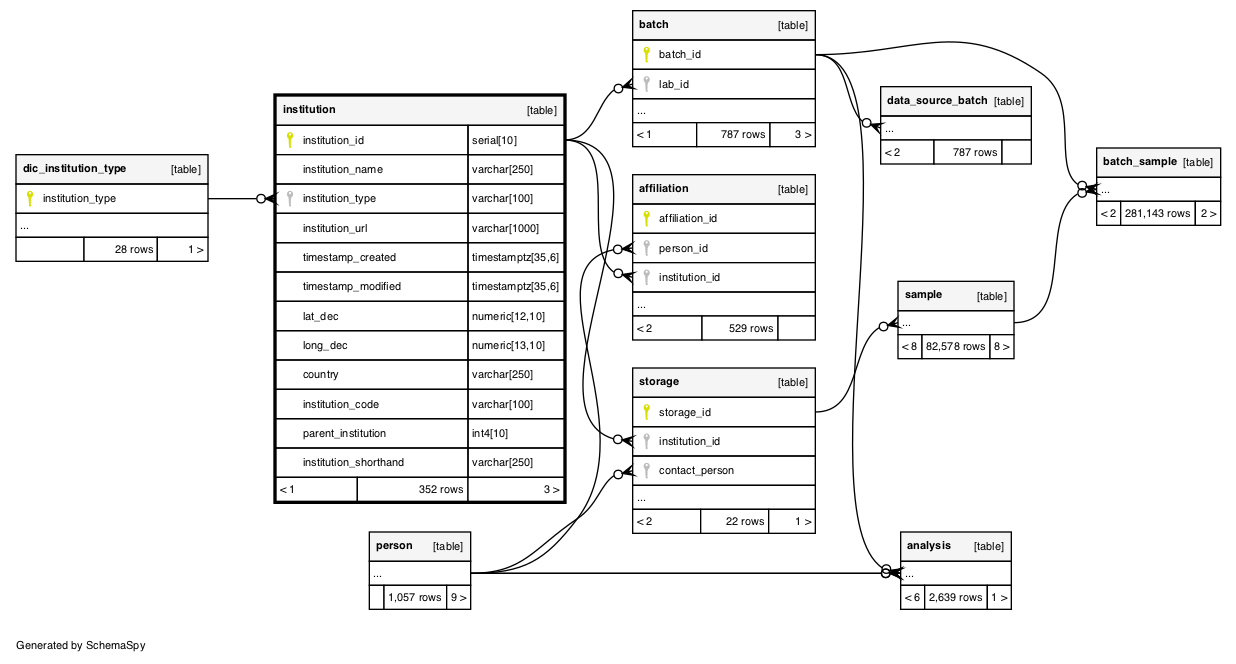 dic_institution_type [table]
institution_type
...
28 rows 1 >
institution [table]
institution_id serial[10]
institution_name varchar[250]
institution_type varchar[100]
institution_url varchar[1000]
timestamp_created timestamptz[35,6]
timestamp_modified timestamptz[35,6]
lat_dec numeric[12,10]
long_dec numeric[13,10]
country varchar[250]
institution_code varchar[100]
parent_institution int4[10]
institution_shorthand varchar[250]
< 1 352 rows 3 >
person [table]
...
1,057 rows 9 >
batch [table]
batch_id
lab_id
...
< 1 787 rows 3 >
affiliation [table]
affiliation_id
person_id
institution_id
...
< 2 529 rows
storage [table]
storage_id
institution_id
contact_person
...
< 2 22 rows 1 >
data_source_batch [table]
...
< 2 787 rows
sample [table]
...
< 8 82,578 rows 8 >
analysis [table]
...
< 6 2,639 rows 1 >
batch_sample [table]
...
< 2 281,143 rows 2 >
Generated by SchemaSpy